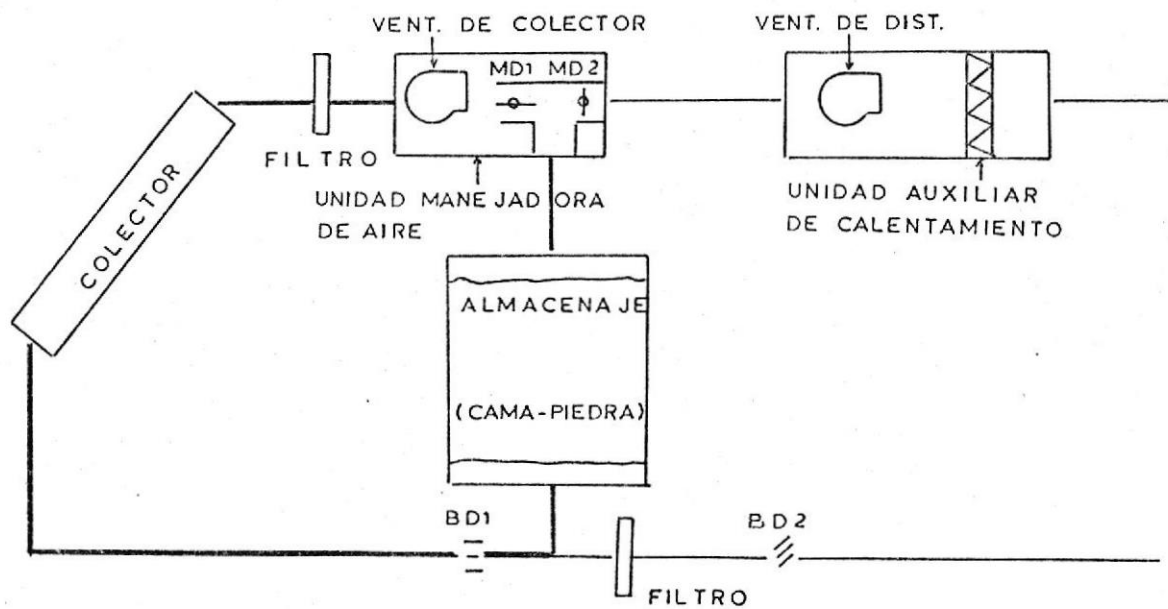 VENT. DE COLECTOR
VENT. DE DIST.
MD1 MD2
FILTRO
UNIDAD MANEJADORA
DE AIRE
UNIDAD AUXILIAR
DE CALENTAMIENTO
COLECTOR
ALMACENAJE
(CAMA-PIEDRA)
BD1
BD2
FILTRO